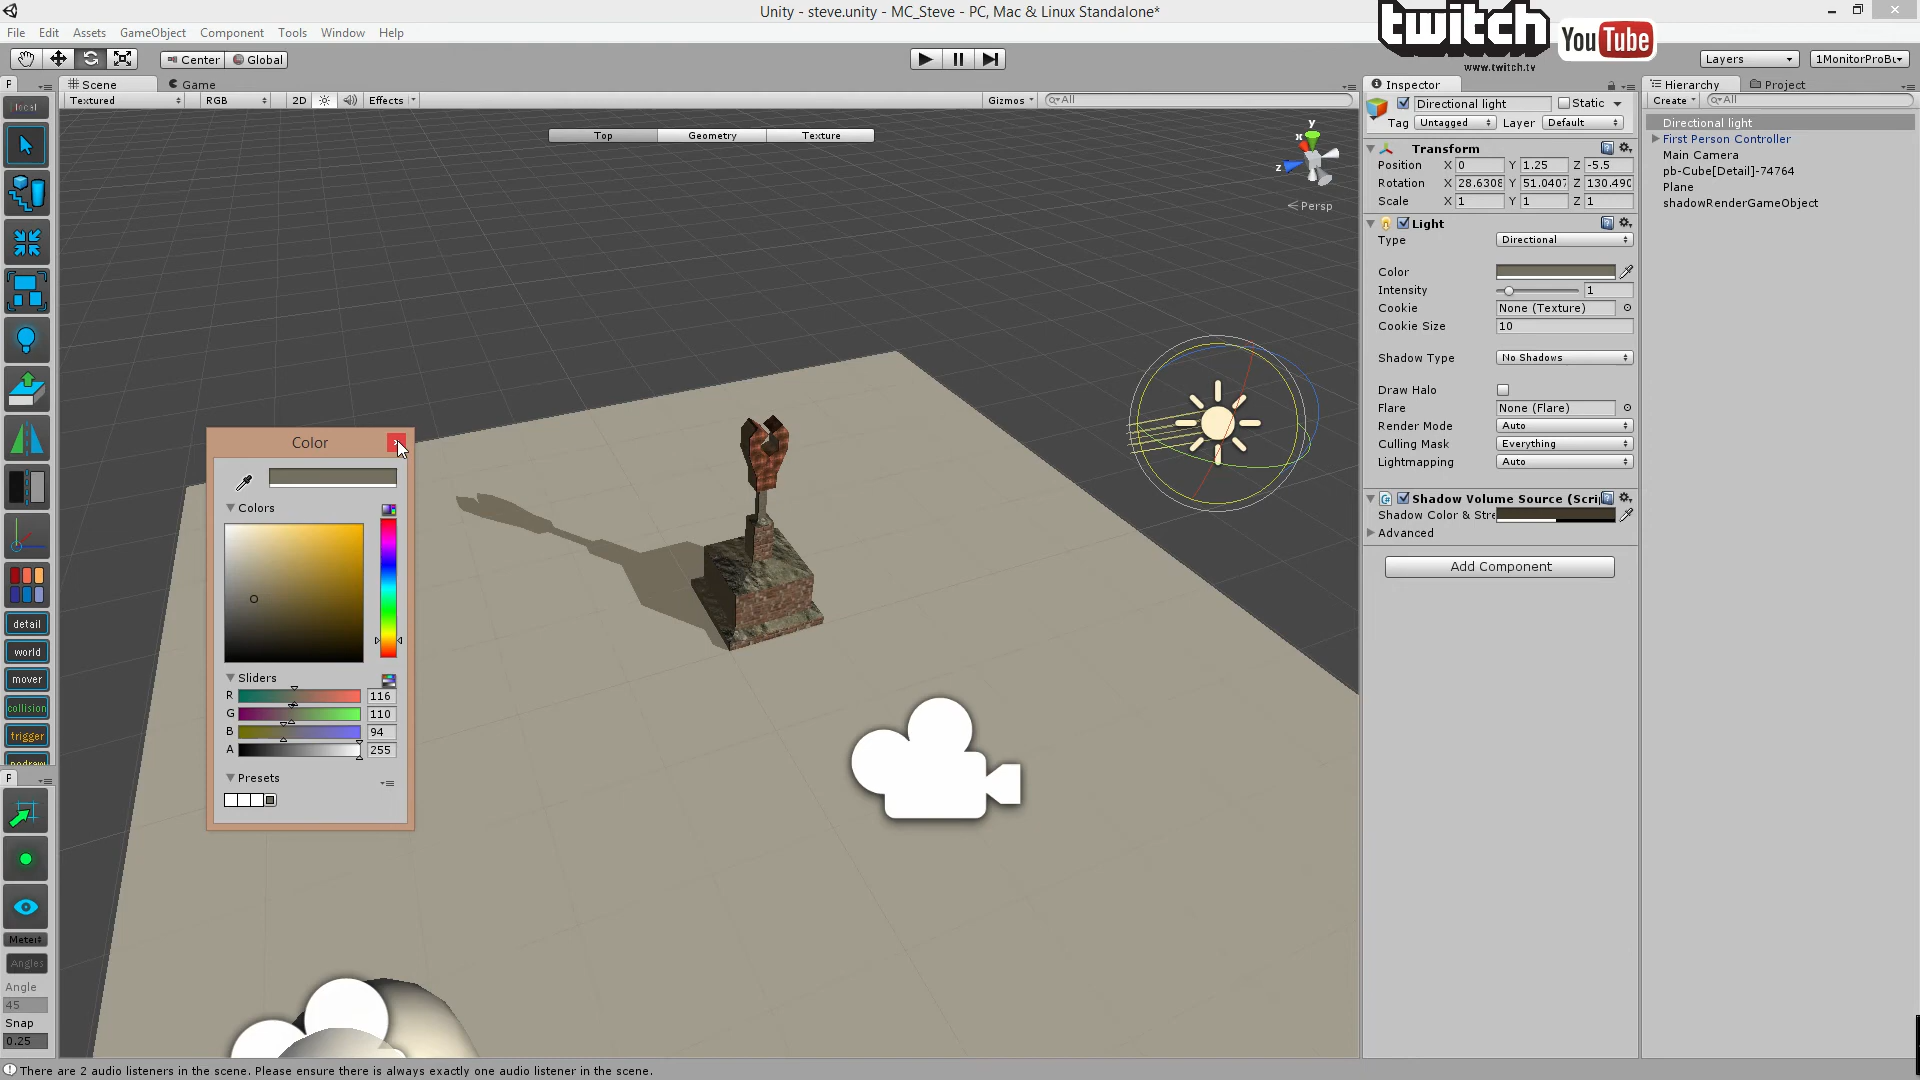 Unity - steve.unity - MC_Steve - PC, Mac & Linux Standalone*
twitch
www.twitch.tv
YouTube
File Edit Assets GameObject Component Tools Window Help
Center Global
Layers
Scene Game
Textured RGB 2D Effects Gizmos All
Top Geometry Texture
y
x
z
Persp
local
detail
world
mover
collision
trigger
nodraw
P
Angles
Angle
45
Snap
0.25
Color
Colors
Sliders
R 116
G 110
B 94
A 255
Presets
Inspector
Directional light Static
Tag Untagged Layer Default
Transform
Position X 0 Y 1.25 Z -5.5
Rotation X 28.6308 Y 51.0407 Z 130.490
Scale X 1 Y 1 Z 1
Light
Type Directional
Color
Intensity 1
Cookie None (Texture)
Cookie Size 10
Shadow Type No Shadows
Draw Halo
Flare None (Flare)
Render Mode Auto
Culling Mask Everything
Lightmapping Auto
Shadow Volume Source (Scri
Shadow Color & Stre
Advanced
Add Component
Hierarchy Project
Create All
Directional light
First Person Controller
Main Camera
pb-Cube[Detail]-74764
Plane
shadowRenderGameObject
There are 2 audio listeners in the scene. Please ensure there is always exactly one audio listener in the scene.